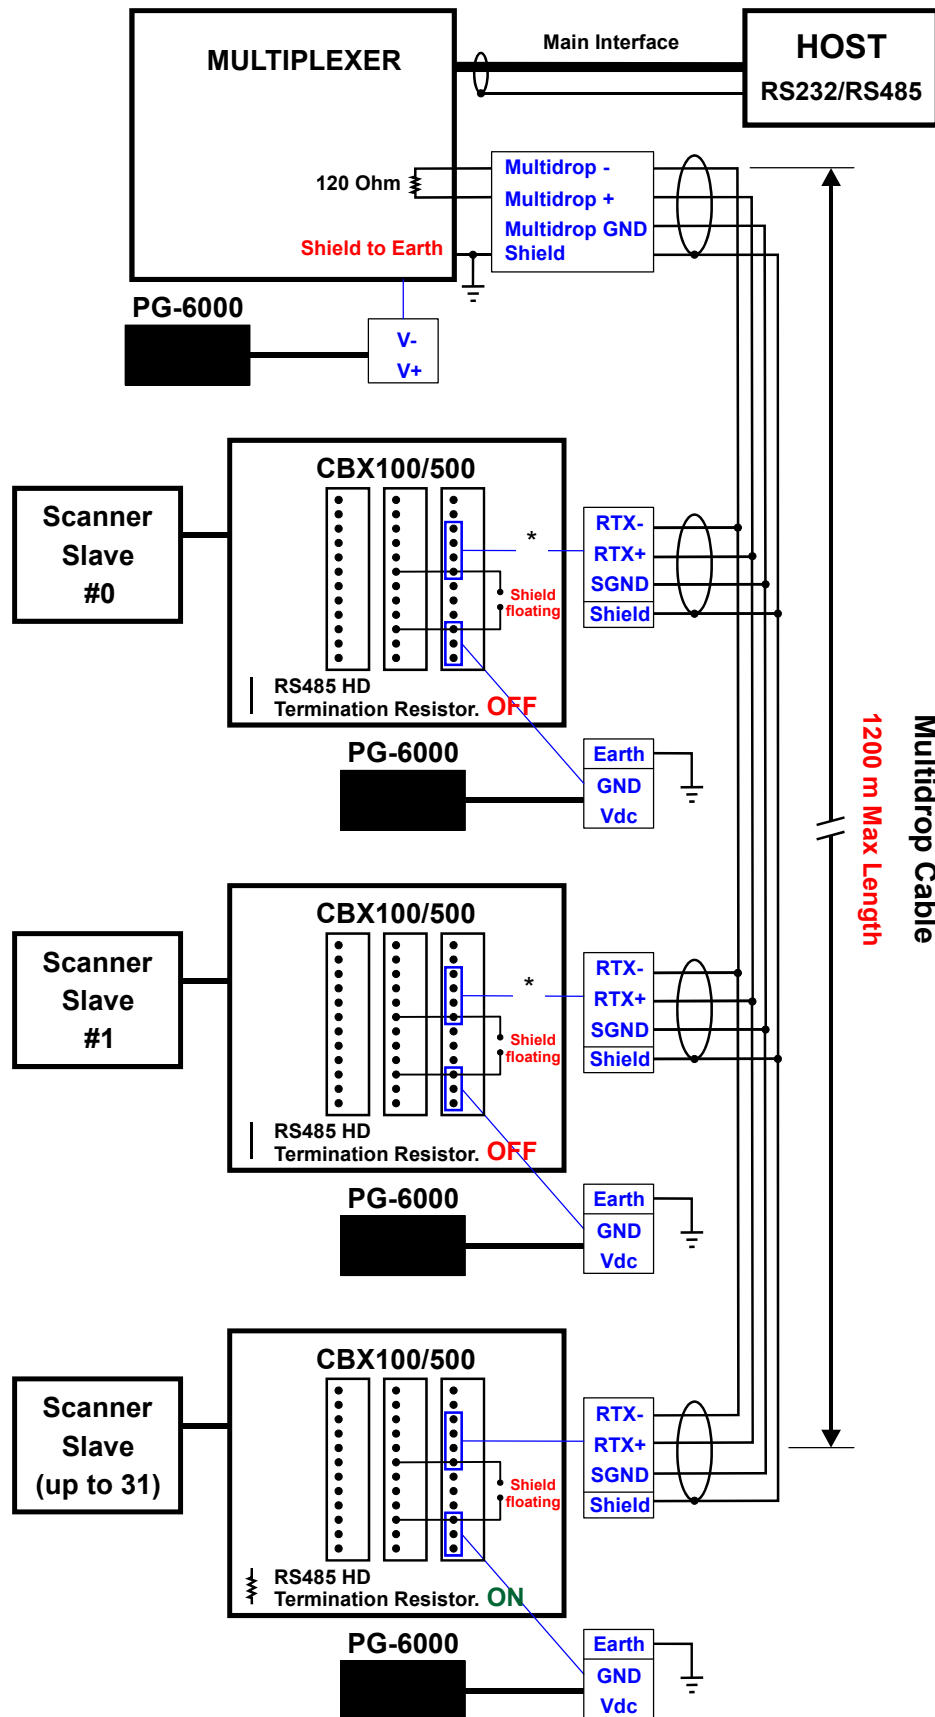 MULTIPLEXER
Main Interface
HOST
RS232/RS485
120 Ohm
Multidrop -
Multidrop +
Multidrop GND
Shield
Shield to Earth
PG-6000
V-
V+
CBX100/500
Scanner
Slave
#0
*
RTX-
RTX+
SGND
Shield
Shield
floating
RS485 HD
Termination Resistor. OFF
PG-6000
Earth
GND
Vdc
Multidrop Cable
1200 m Max Length
CBX100/500
Scanner
Slave
#1
*
RTX-
RTX+
SGND
Shield
Shield
floating
RS485 HD
Termination Resistor. OFF
PG-6000
Earth
GND
Vdc
CBX100/500
Scanner
Slave
(up to 31)
RTX-
RTX+
SGND
Shield
Shield
floating
RS485 HD
Termination Resistor. ON
PG-6000
Earth
GND
Vdc